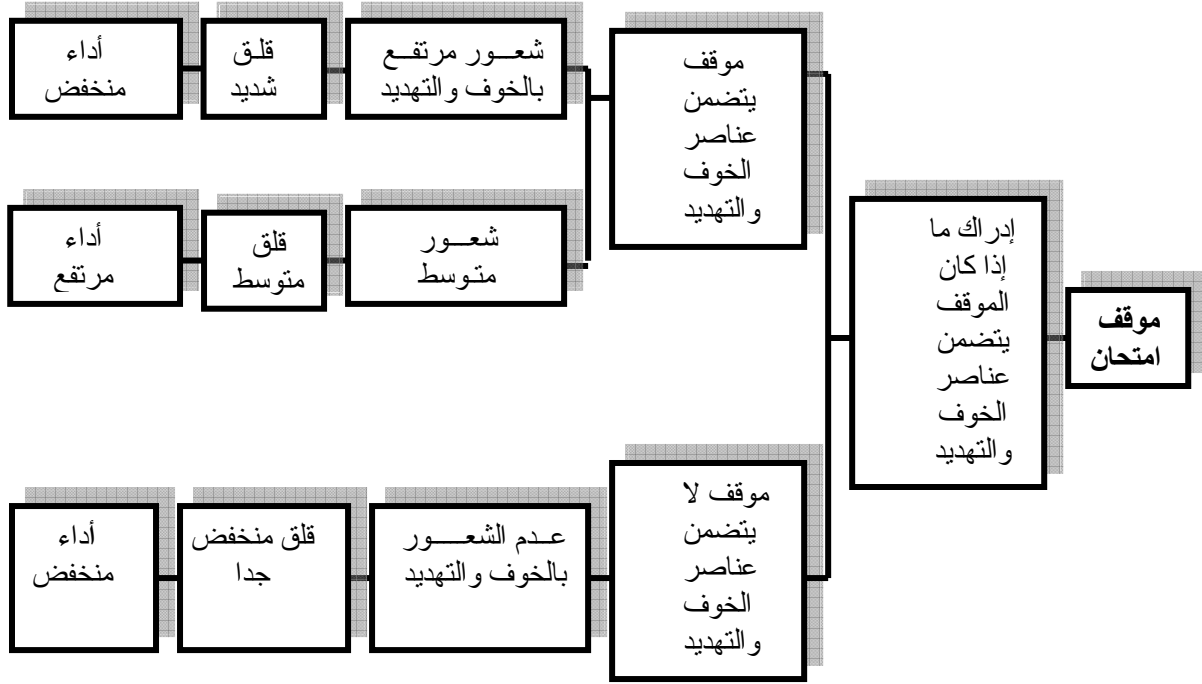 موقف
امتحان
إدراك ما
إذا كان
الموقف
يتضمن
عناصر
الخوف
والتهديد
موقف
يتضمن
عناصر
الخوف
والتهديد
شعور مرتفع
بالخوف والتهديد
قلق
شديد
أداء
منخفض
شعور
متوسط
قلق
متوسط
أداء
مرتفع
موقف لا
يتضمن
عناصر
الخوف
والتهديد
عدم الشعور
بالخوف والتهديد
قلق منخفض
جدا
أداء
منخفض